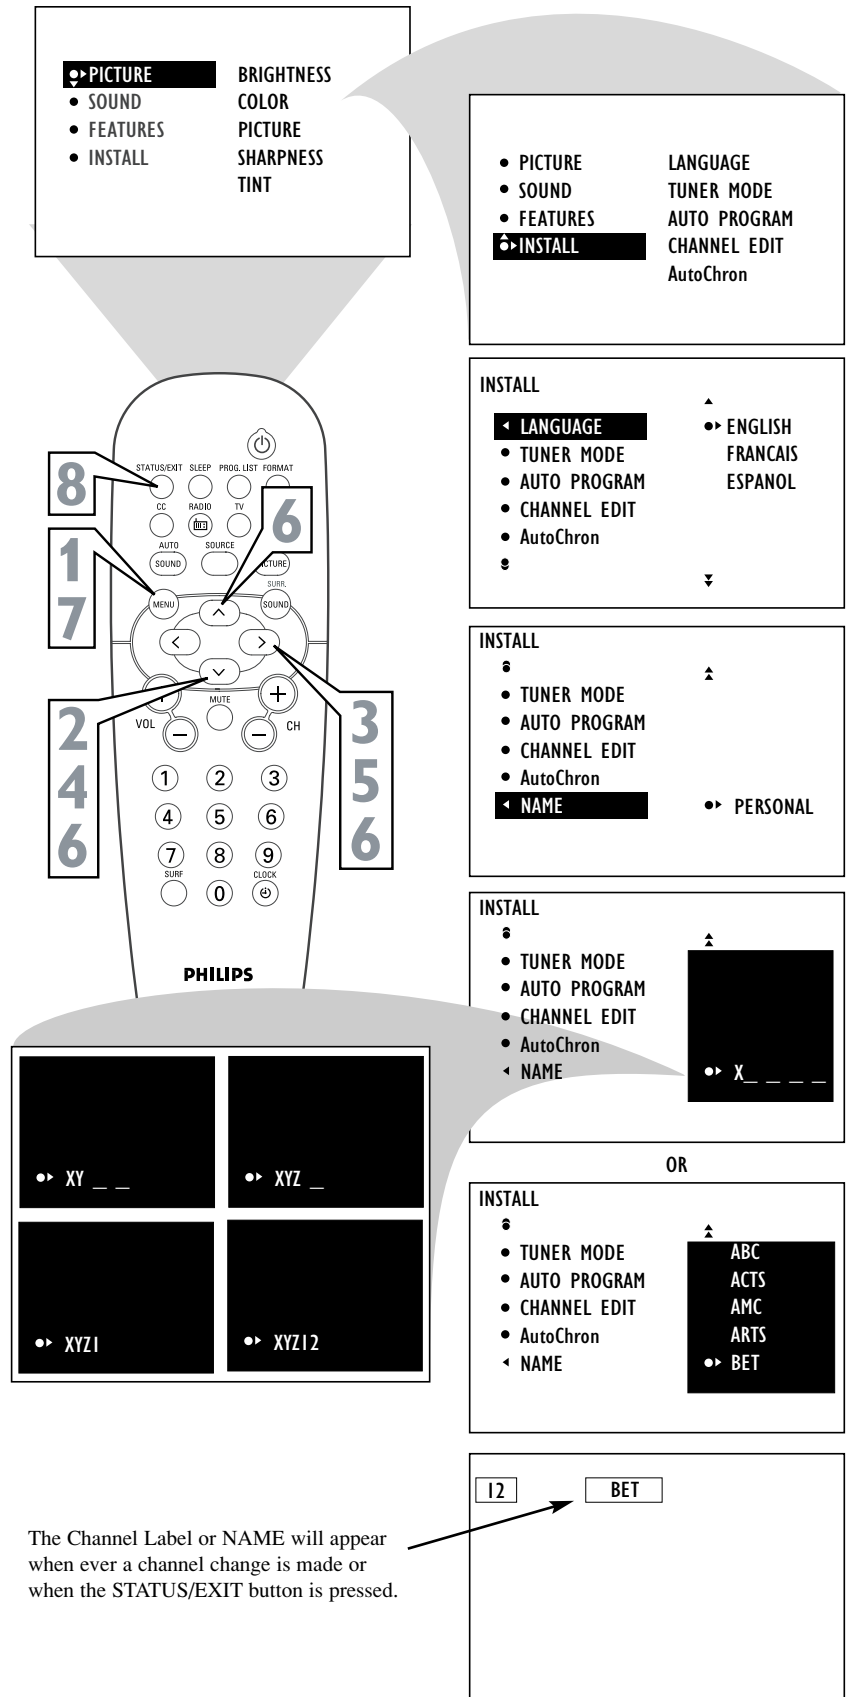 PICTURE BRIGHTNESS
SOUND COLOR
FEATURES PICTURE
INSTALL SHARPNESS
TINT
PICTURE LANGUAGE
SOUND TUNER MODE
FEATURES AUTO PROGRAM
INSTALL CHANNEL EDIT
AutoChron
INSTALL
LANGUAGE ENGLISH
TUNER MODE FRANCAIS
AUTO PROGRAM ESPANOL
CHANNEL EDIT
AutoChron
INSTALL
TUNER MODE
AUTO PROGRAM
CHANNEL EDIT
AutoChron
NAME PERSONAL
STATUS/EXIT SLEEP PROG. LIST FORMAT
CC RADIO TV
AUTO SOURCE
SOUND CTURE
SURR.
MENU SOUND
MUTE
VOL CH
1 2 3
4 5 6
7 8 9
SURF CLOCK
0
PHILIPS
8
6
1
7
2
4
6
3
5
6
INSTALL
TUNER MODE
AUTO PROGRAM
CHANNEL EDIT
AutoChron
NAME X_ _ _ _
XY _ _
XYZ _
XYZ1
XYZ12
OR
INSTALL
TUNER MODE ABC
AUTO PROGRAM ACTS
CHANNEL EDIT AMC
AutoChron ARTS
NAME BET
12 BET
The Channel Label or NAME will appear
when ever a channel change is made or
when the STATUS/EXIT button is pressed.